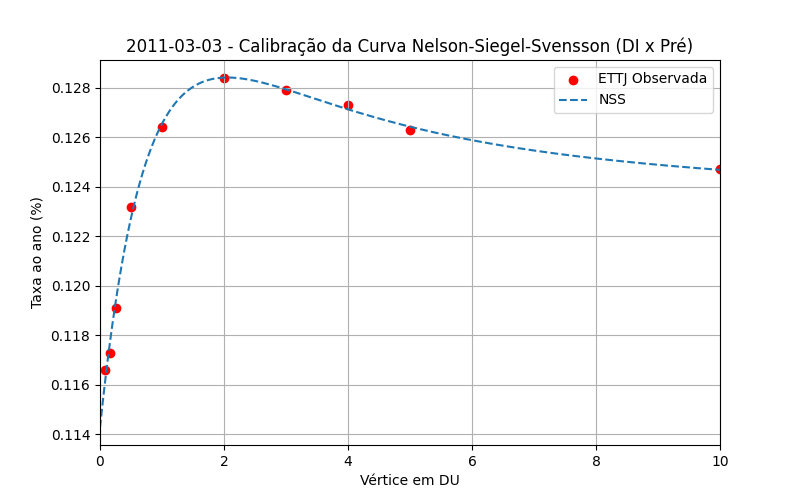 2011-03-03 - Calibração da Curva Nelson-Siegel-Svensson (DI x Pré)
ETTJ Observada
NSS
Taxa ao ano (%)
0.128
0.126
0.124
0.122
0.120
0.118
0.116
0.114
0 2 4 6 8 10
Vértice em DU